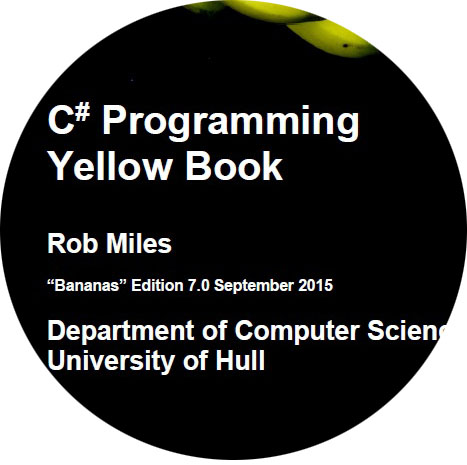 C# Programming
Yellow Book
Rob Miles
“Bananas” Edition 7.0 September 2015
Department of Computer Scienc
University of Hull